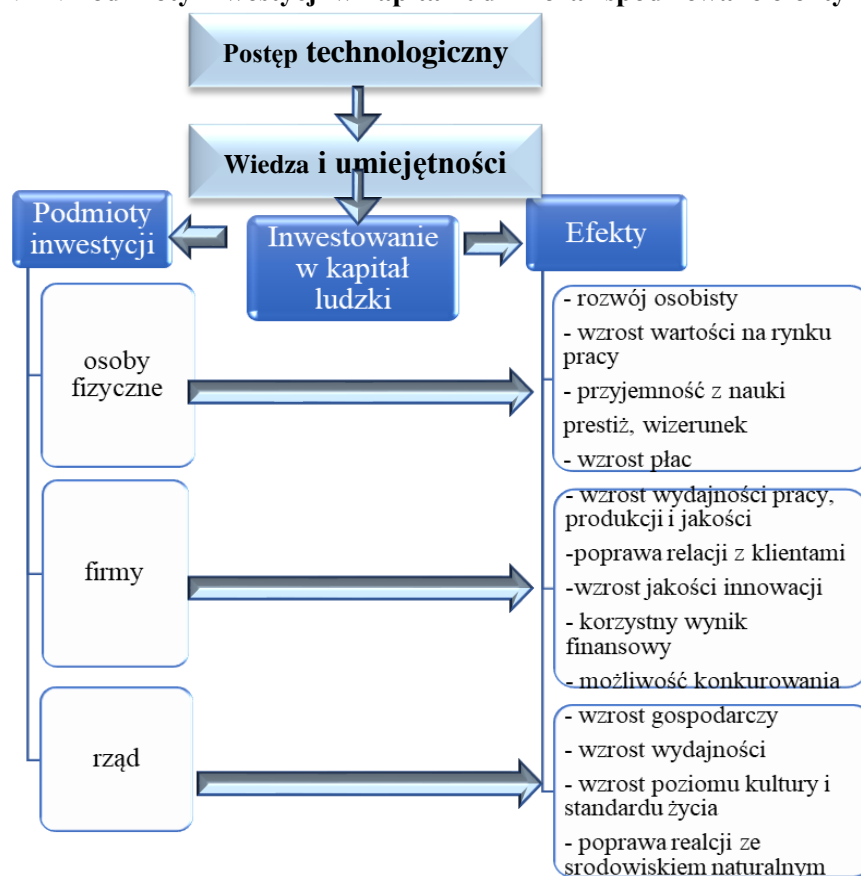 Postęp technologiczny
Wiedza i umiejętności
Podmioty
inwestycji
Inwestowanie
w kapitał
ludzki
Efekty
osoby
fizyczne
- rozwój osobisty
- wzrost wartości na rynku
pracy
- przyjemność z nauki
prestiż, wizerunek
- wzrost płac
firmy
- wzrost wydajności pracy,
produkcji i jakości
-poprawa relacji z klientami
-wzrost jakości innowacji
- korzystny wynik
finansowy
- możliwość konkurowania
rząd
- wzrost gospodarczy
- wzrost wydajności
- wzrost poziomu kultury i
standardu życia
- poprawa realcji ze
srodowiskiem naturalnym